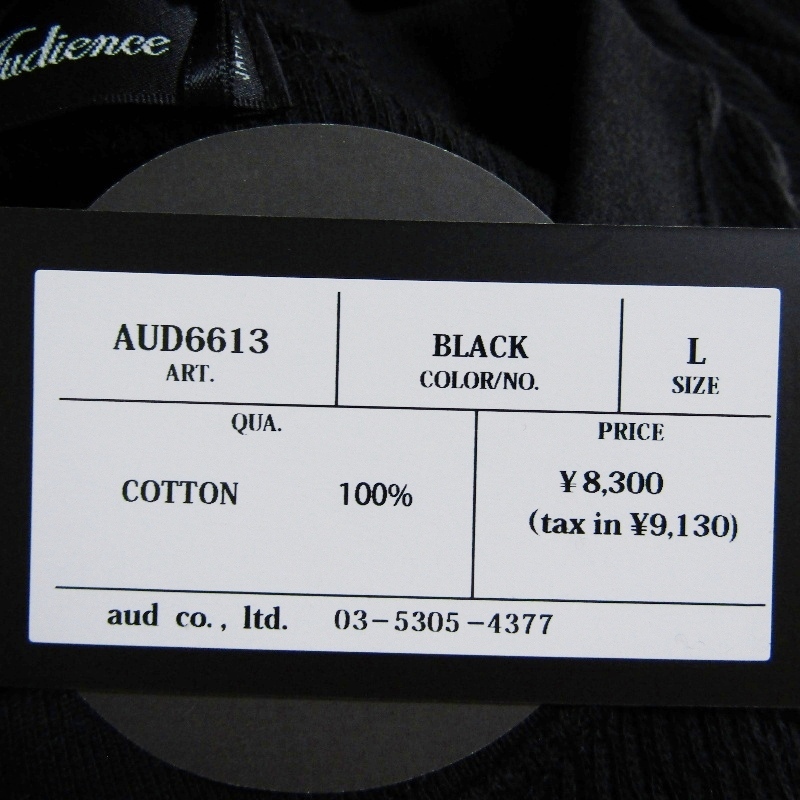 Audience
AUD6613
ART.
BLACK
COLOR/NO.
L
SIZE
QUA.
COTTON 100%
PRICE
¥8,300
(tax in ¥9,130)
aud co., ltd. 03-5305-4377